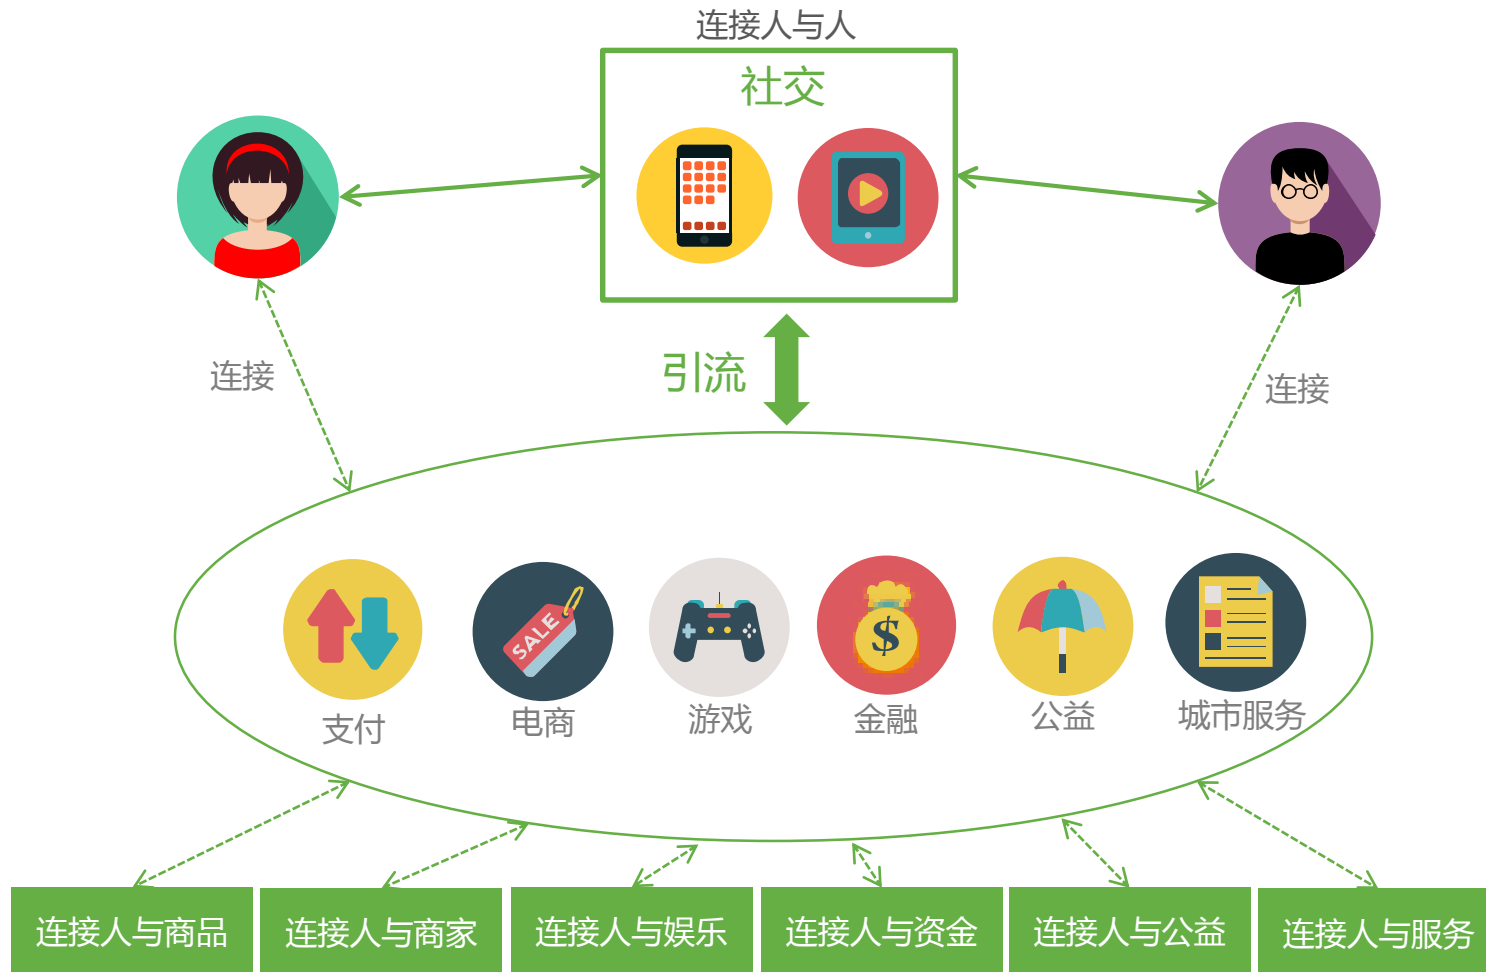 连接人与人
社交
引流
连接
连接
SALE
$
支付
电商
游戏
金融
公益
城市服务
连接人与商品
连接人与商家
连接人与娱乐
连接人与资金
连接人与公益
连接人与服务